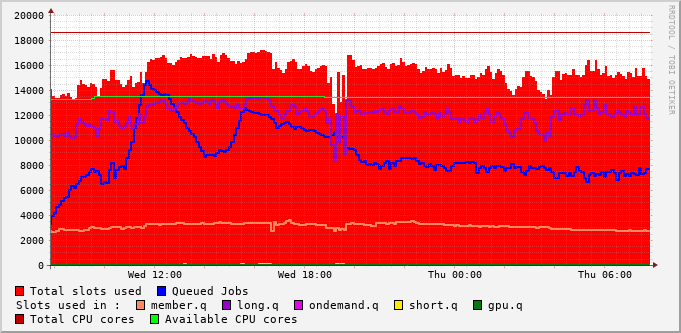 20000
18000
16000
14000
12000
10000
8000
6000
4000
2000
0
Wed 12:00 Wed 18:00 Thu 00:00 Thu 06:00
RRDTOOL / TOBI OETIKER
Total slots used Queued Jobs
Slots used in : member.q long.q ondemand.q short.q gpu.q
Total CPU cores Available CPU cores